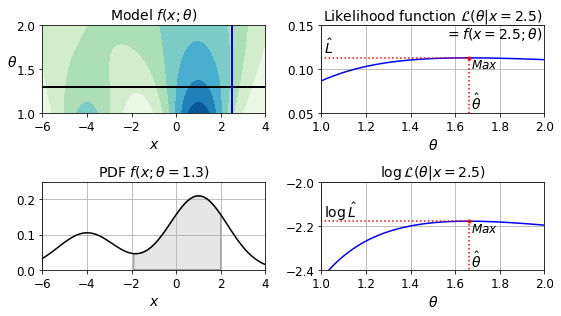 Model f(x; θ)
2.0
θ 1.5
1.0
−6 −4 −2 0 2 4
x
Likelihood function ℒ(θ|x = 2.5)
= f(x = 2.5; θ)
0.15
L̂
0.10
Max
θ̂
0.05
1.0 1.2 1.4 1.6 1.8 2.0
θ
PDF f(x; θ = 1.3)
0.2
0.1
0.0
−6 −4 −2 0 2 4
x
log ℒ(θ|x = 2.5)
−2.0
log L̂
−2.2
Max
θ̂
−2.4
1.0 1.2 1.4 1.6 1.8 2.0
θ